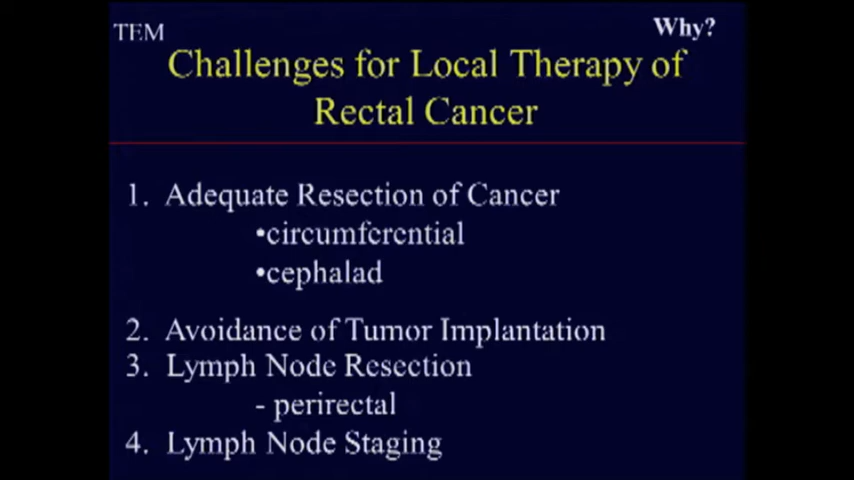 TEM
Why?
Challenges for Local Therapy of
Rectal Cancer
1. Adequate Resection of Cancer
•circumferential
•cephalad
2. Avoidance of Tumor Implantation
3. Lymph Node Resection
- perirectal
4. Lymph Node Staging